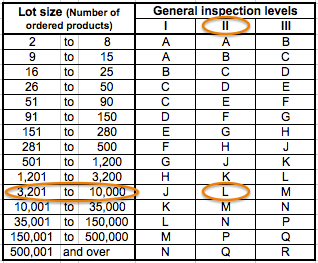 Lot size (Number of ordered products) General inspection levels
I II III
2 to 8 A A B
9 to 15 A B C
16 to 25 B C D
26 to 50 C D E
51 to 90 C E F
91 to 150 D F G
151 to 280 E G H
281 to 500 F H J
501 to 1,200 G J K
1,201 to 3,200 H K L
3,201 to 10,000 J L M
10,001 to 35,000 K M N
35,001 to 150,000 L N P
150,001 to 500,000 M P Q
500,001 and over N Q R